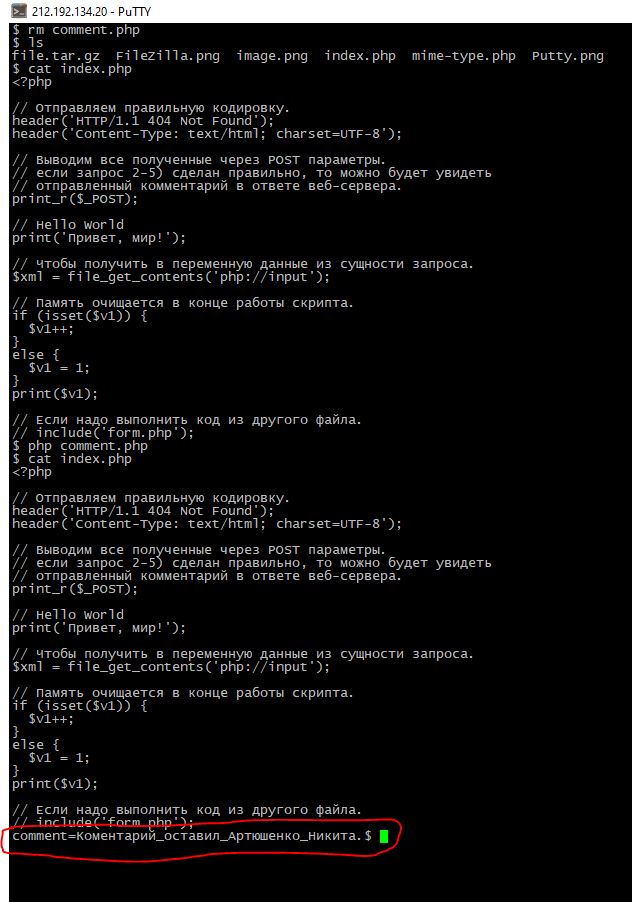 212.192.134.20 - PuTTY
$ rm comment.php
$ ls
file.tar.gz  FileZilla.png  image.png  index.php  mime-type.php  Putty.png
$ cat index.php
<?php

// Отправляем правильную кодировку.
header('HTTP/1.1 404 Not Found');
header('Content-Type: text/html; charset=UTF-8');

// Выводим все полученные через POST параметры.
// если запрос 2-5) сделан правильно, то можно будет увидеть
// отправленный комментарий в ответе веб-сервера.
print_r($_POST);

// Hello World
print('Привет, мир!');

// Чтобы получить в переменную данные из сущности запроса.
$xml = file_get_contents('php://input');

// Память очищается в конце работы скрипта.
if (isset($v1)) {
  $v1++;
}
else {
  $v1 = 1;
}
print($v1);

// Если надо выполнить код из другого файла.
// include('form.php');
$ php comment.php
$ cat index.php
<?php

// Отправляем правильную кодировку.
header('HTTP/1.1 404 Not Found');
header('Content-Type: text/html; charset=UTF-8');

// Выводим все полученные через POST параметры.
// если запрос 2-5) сделан правильно, то можно будет увидеть
// отправленный комментарий в ответе веб-сервера.
print_r($_POST);

// Hello World
print('Привет, мир!');

// Чтобы получить в переменную данные из сущности запроса.
$xml = file_get_contents('php://input');

// Память очищается в конце работы скрипта.
if (isset($v1)) {
  $v1++;
}
else {
  $v1 = 1;
}
print($v1);

// Если надо выполнить код из другого файла.
// include('form.php');
comment=Коментарий_оставил_Артюшенко_Никита.$